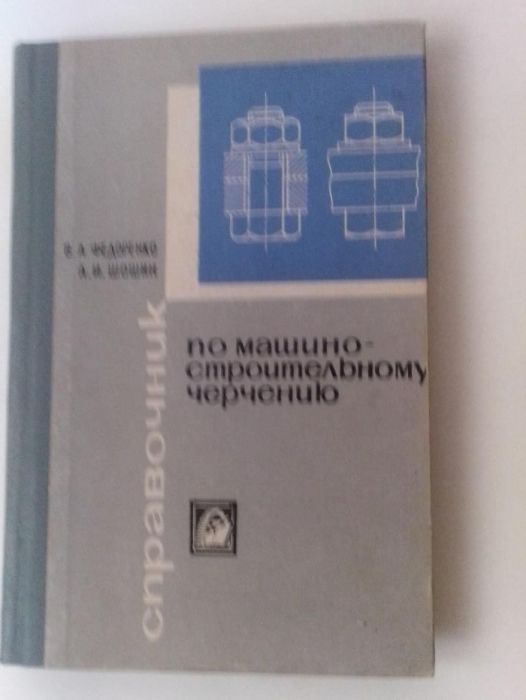 В. А. ФЕДОРЕНКО
А. И. ШОШИН
справочник
по машино-
строительному
черчению